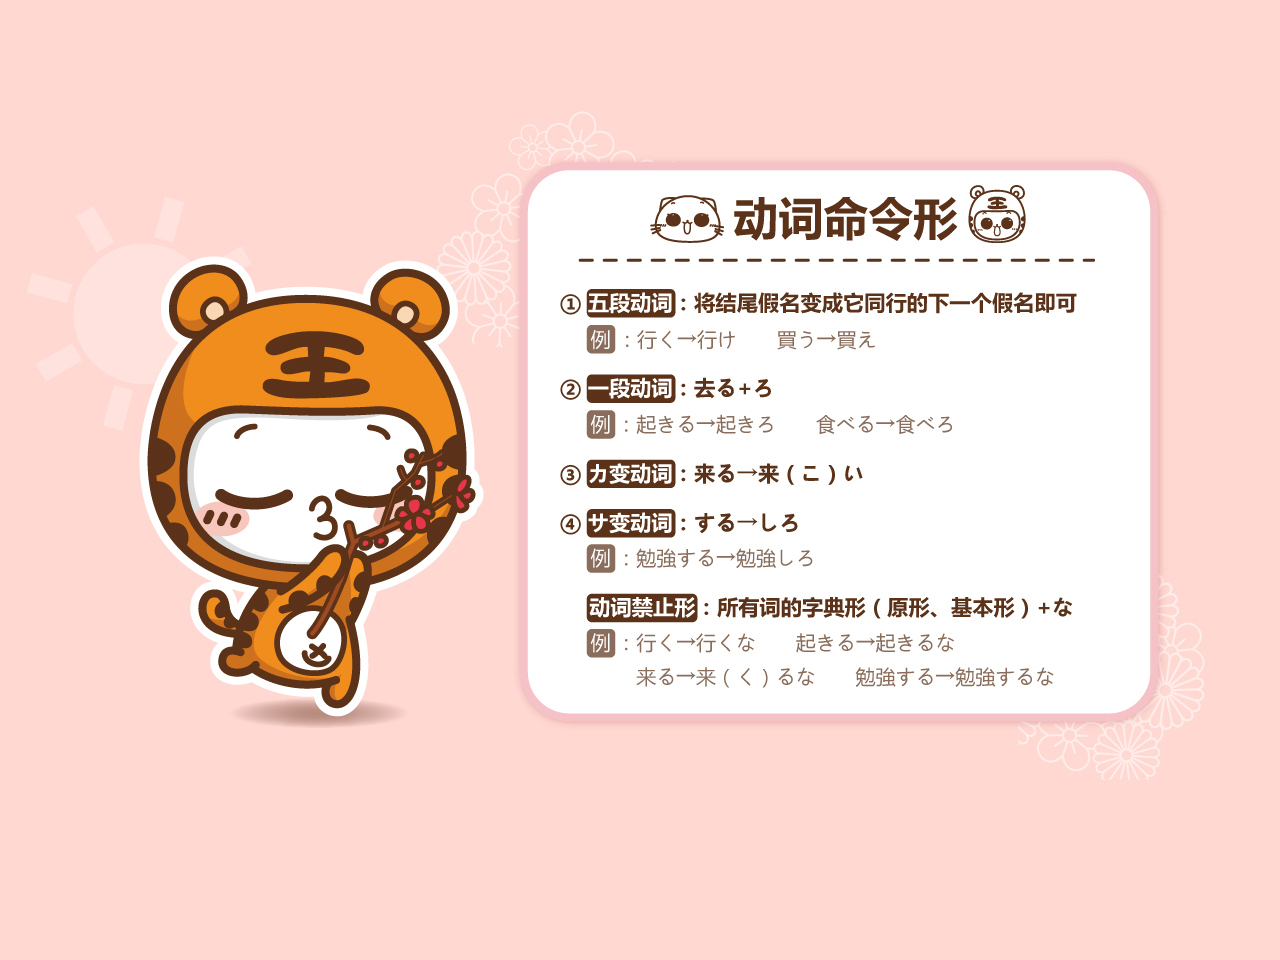 动词命令形
①五段动词：将结尾假名变成它同行的下一个假名即可
例：行く→行け　　買う→買え
②一段动词：去る+ろ
例：起きる→起きろ　　食べる→食べろ
③カ变动词：来る→来（こ）い
④サ变动词：する→しろ
例：勉強する→勉強しろ
动词禁止形：所有词的字典形（原形、基本形）+な
例：行く→行くな　　起きる→起きるな
来る→来（く）るな　　勉強する→勉強するな